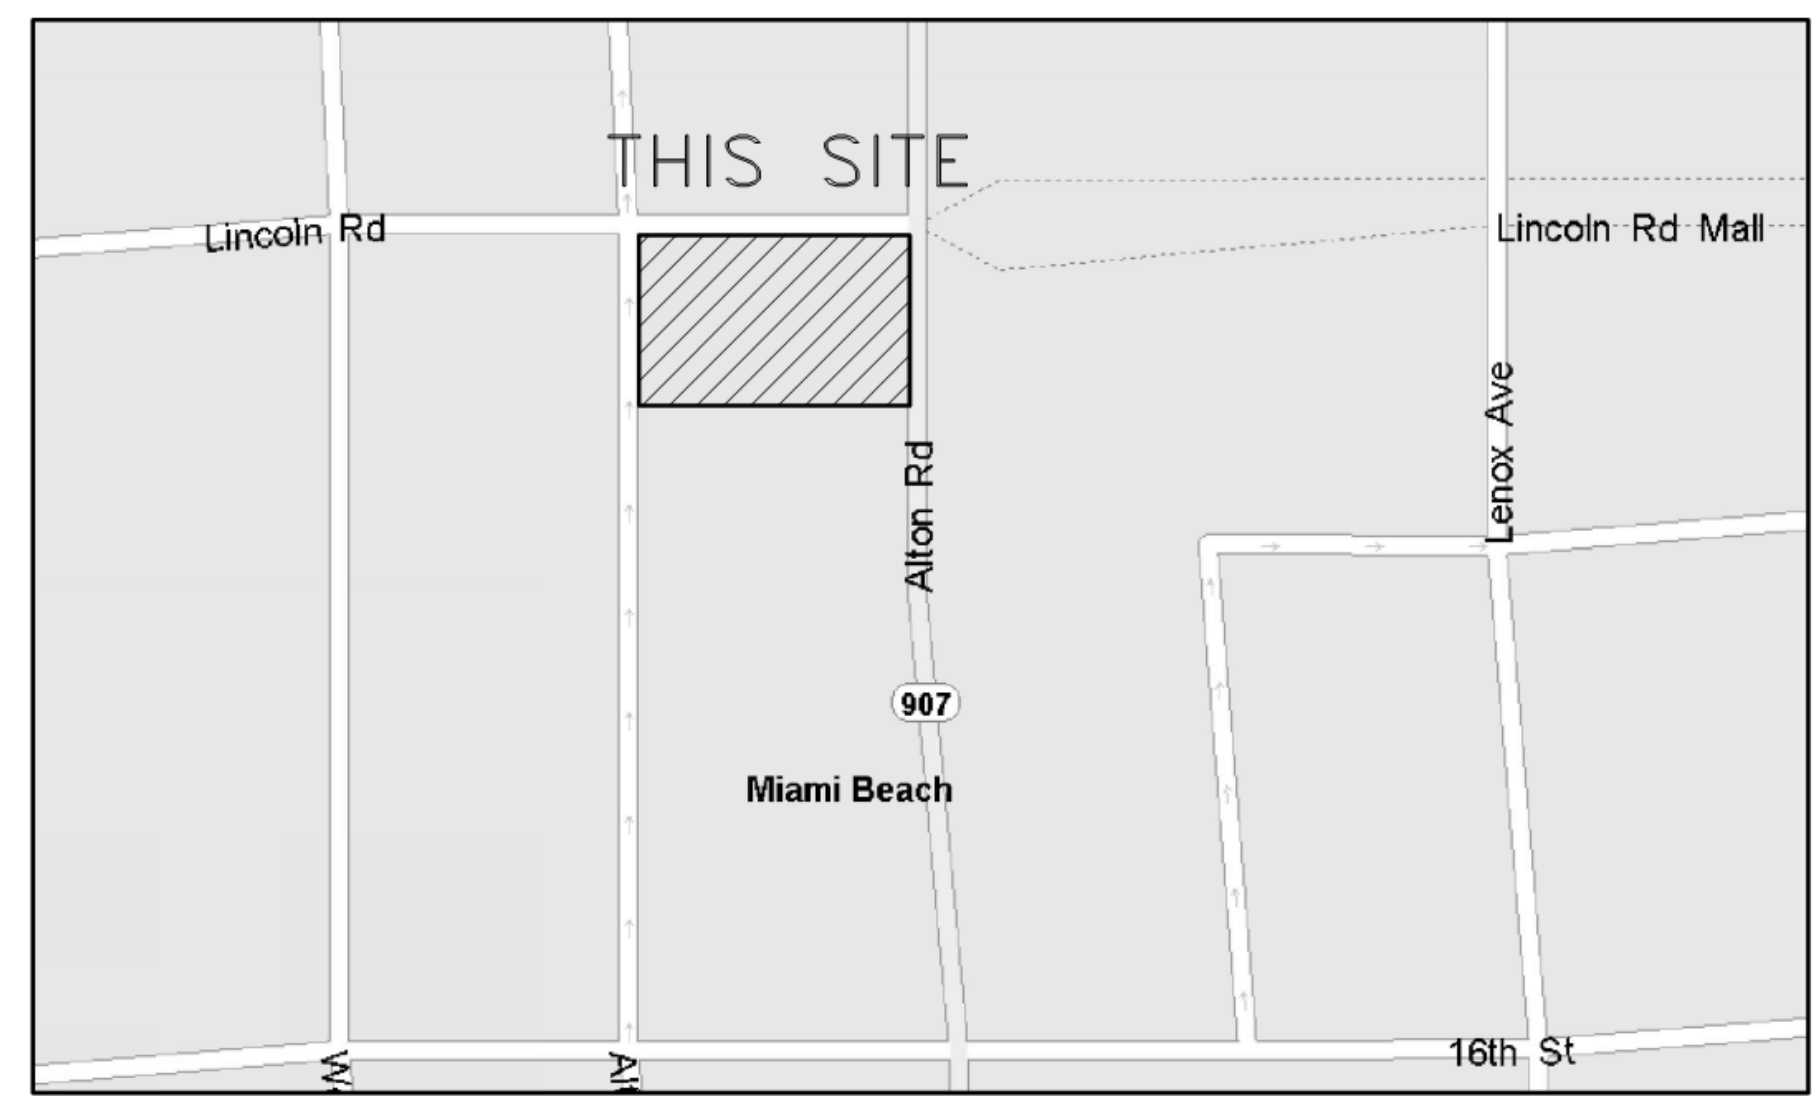 THIS SITE
Lincoln Rd
Lincoln Rd Mall
Lenox Ave
Alton Rd
907
Miami Beach
16th St